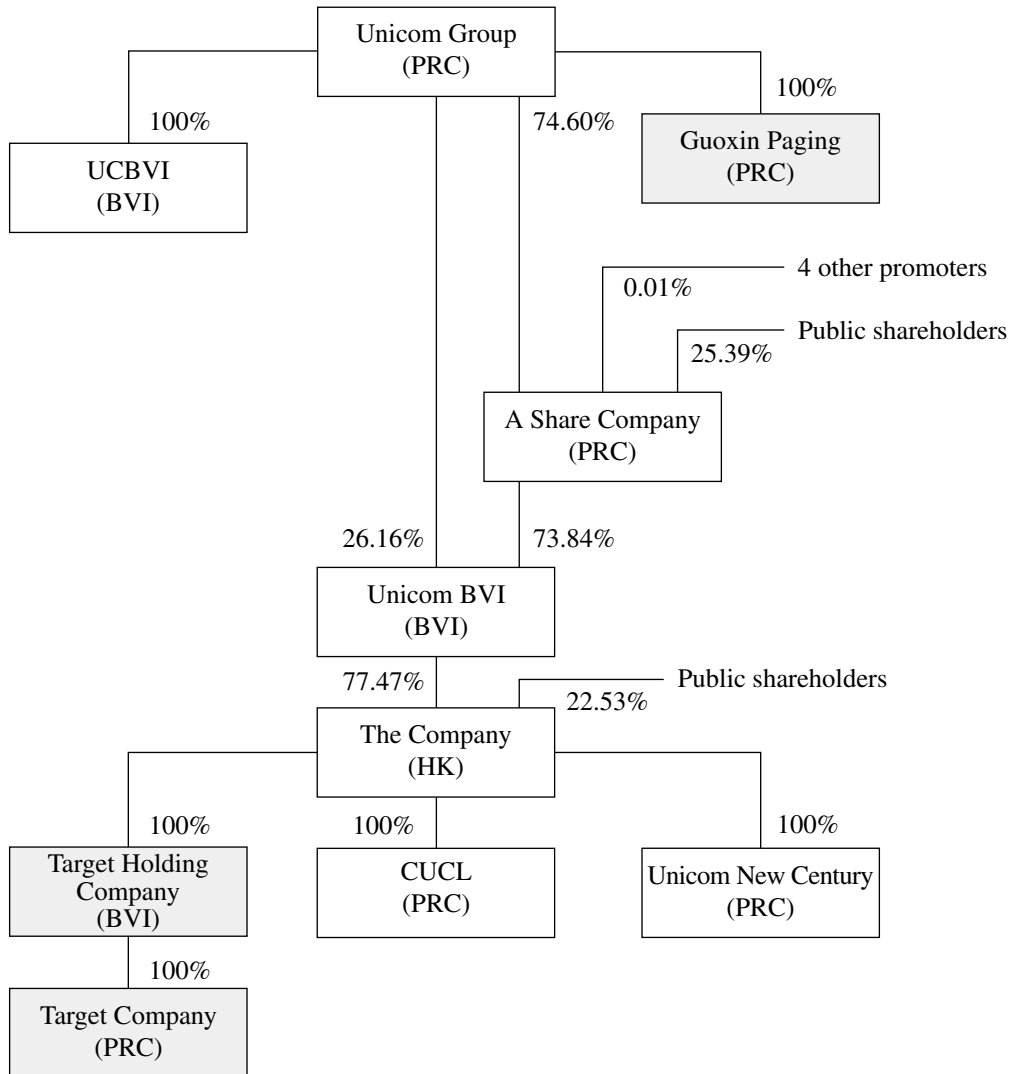 Unicom Group
(PRC)
100%
74.60%
100%
UCBVI
(BVI)
Guoxin Paging
(PRC)
4 other promoters
0.01%
Public shareholders
25.39%
A Share Company
(PRC)
26.16%
73.84%
Unicom BVI
(BVI)
77.47%
Public shareholders
22.53%
The Company
(HK)
100%
100%
100%
Target Holding
Company
(BVI)
CUCL
(PRC)
Unicom New Century
(PRC)
100%
Target Company
(PRC)